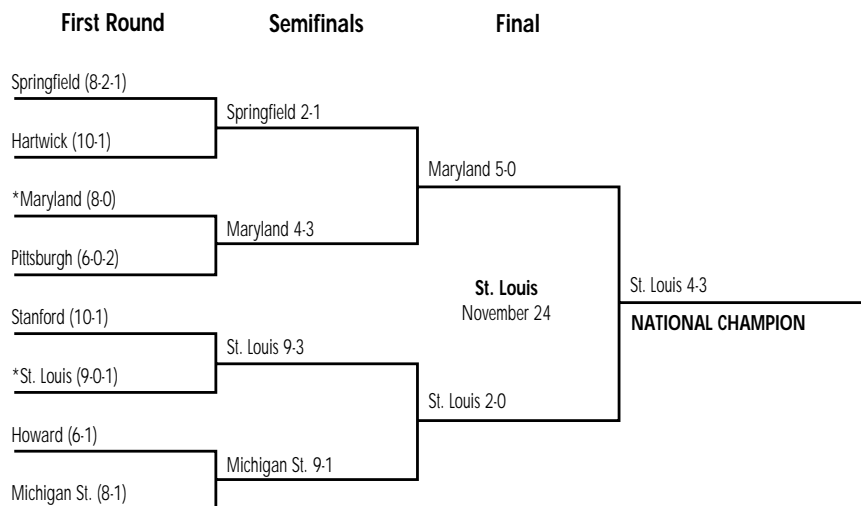 First Round Semifinals Final
Springfield (8-2-1)
Springfield 2-1
Hartwick (10-1)
Maryland 5-0
*Maryland (8-0)
Maryland 4-3
Pittsburgh (6-0-2)
St. Louis
November 24
St. Louis 4-3
NATIONAL CHAMPION
Stanford (10-1)
St. Louis 9-3
*St. Louis (9-0-1)
St. Louis 2-0
Howard (6-1)
Michigan St. 9-1
Michigan St. (8-1)